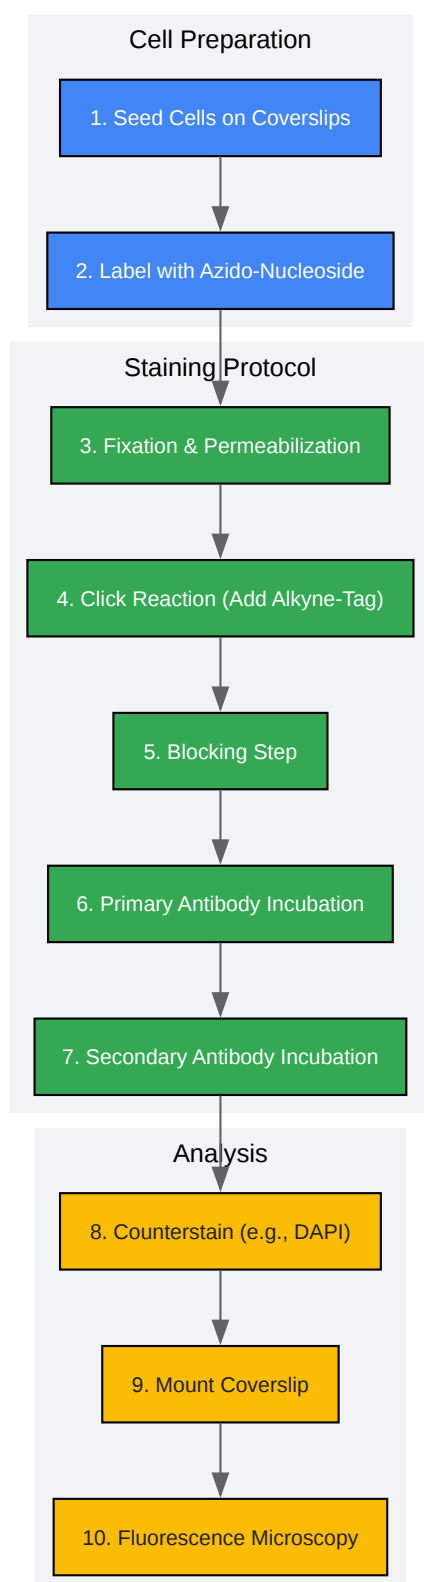 Cell Preparation
1. Seed Cells on Coverslips
2. Label with Azido-Nucleoside
Staining Protocol
3. Fixation & Permeabilization
4. Click Reaction (Add Alkyne-Tag)
5. Blocking Step
6. Primary Antibody Incubation
7. Secondary Antibody Incubation
Analysis
8. Counterstain (e.g., DAPI)
9. Mount Coverslip
10. Fluorescence Microscopy